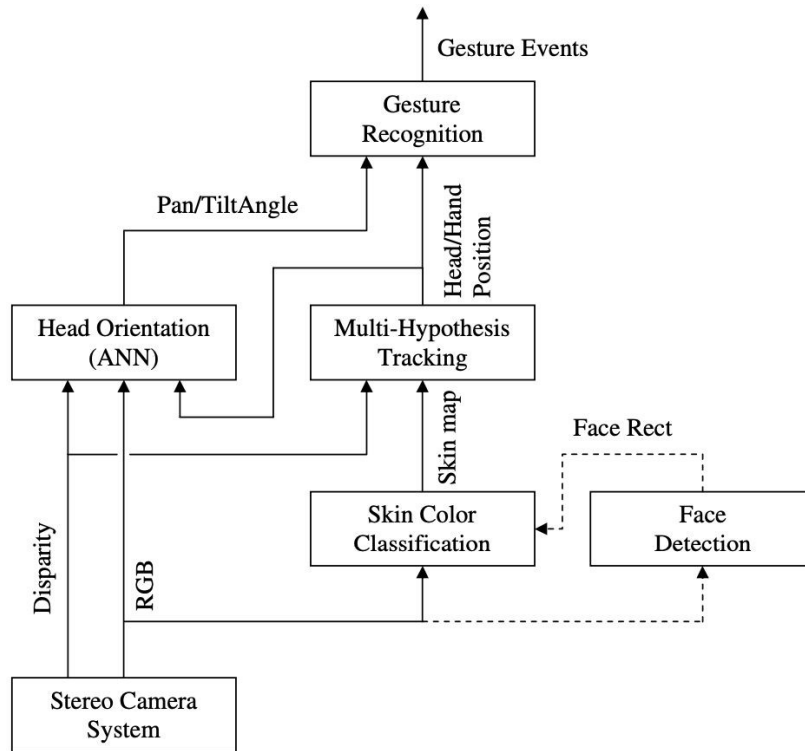 Gesture Events
Gesture
Recognition
Pan/TiltAngle
Head/Hand
Position
Head Orientation
(ANN)
Multi-Hypothesis
Tracking
Skin map
Face Rect
Skin Color
Classification
Face
Detection
Disparity
RGB
Stereo Camera
System